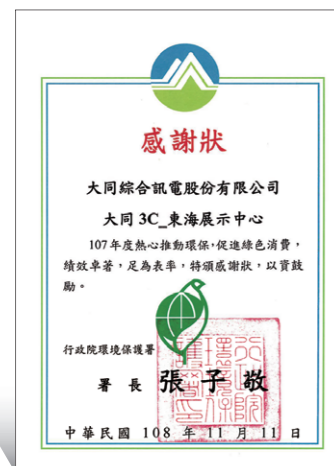 感謝狀
大同綜合訊電股份有限公司
大同 3C_東海展示中心
107年度熱心推動環保,促進綠色消費,
績效卓著,足為表率,特頒感謝狀,以資鼓
勵。
行政院環境保護署
署 長 張子敬
中華民國 108 年 11 月 11 日